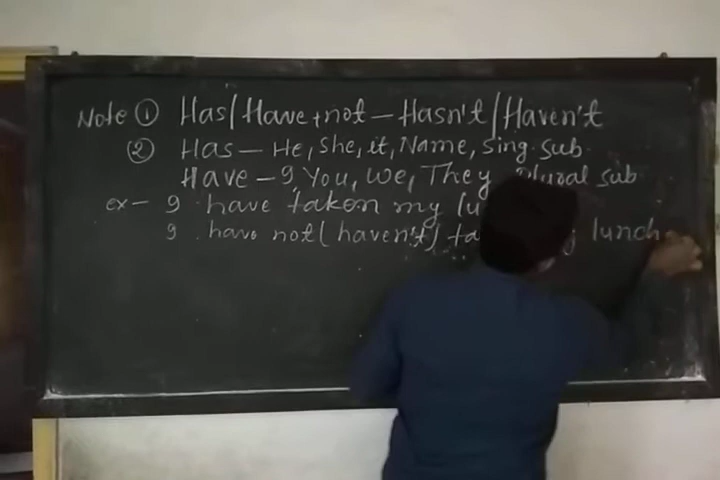 Note ① Has/Have + not – Hasn't/Haven't
② Has – He, She, it, Name, Sing. sub.
Have – I, You, We, They, Plural sub
ex – I have taken my
I have not (haven't) lunch